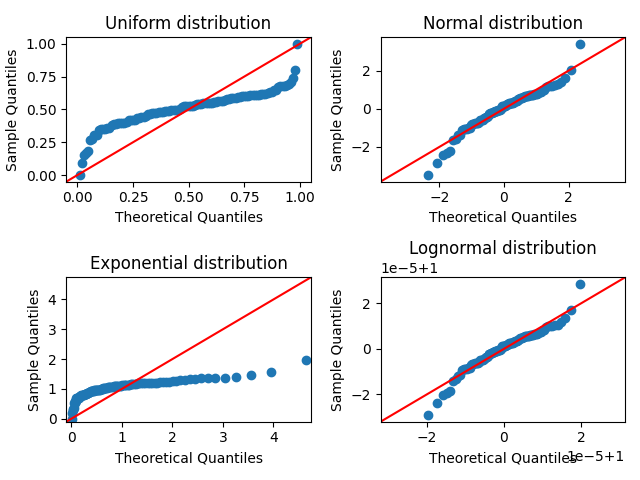 Uniform distribution
Sample Quantiles
1.00
0.75
0.50
0.25
0.00
0.00 0.25 0.50 0.75 1.00
Theoretical Quantiles
Normal distribution
Sample Quantiles
2
0
−2
−2 0 2
Theoretical Quantiles
Exponential distribution
Sample Quantiles
4
3
2
1
0
0 1 2 3 4
Theoretical Quantiles
Lognormal distribution
1e−5+1
Sample Quantiles
2
0
−2
−2 0 2
Theoretical Quantiles
1e−5+1